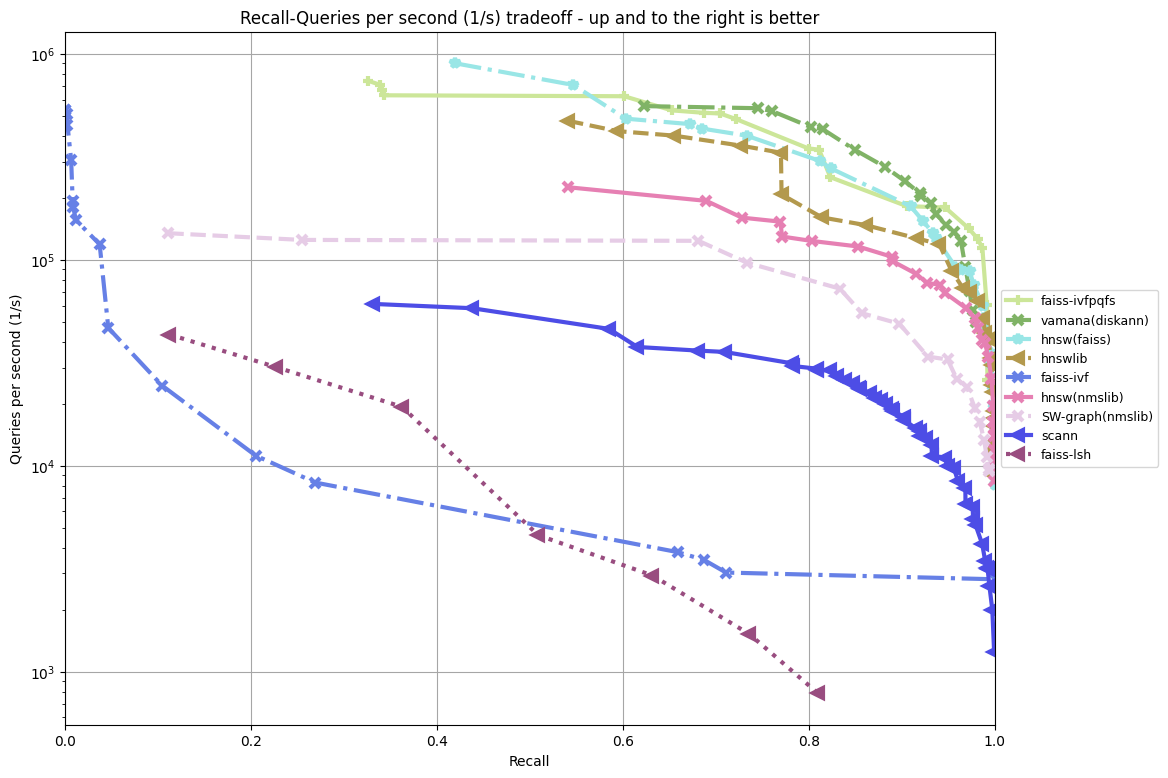 Recall-Queries per second (1/s) tradeoff - up and to the right is better
Queries per second (1/s)
10⁶
10⁵
10⁴
10³
0.0 0.2 0.4 0.6 0.8 1.0
Recall
faiss-ivfpqfs
vamana(diskann)
hnsw(faiss)
hnswlib
faiss-ivf
hnsw(nmslib)
SW-graph(nmslib)
scann
faiss-lsh